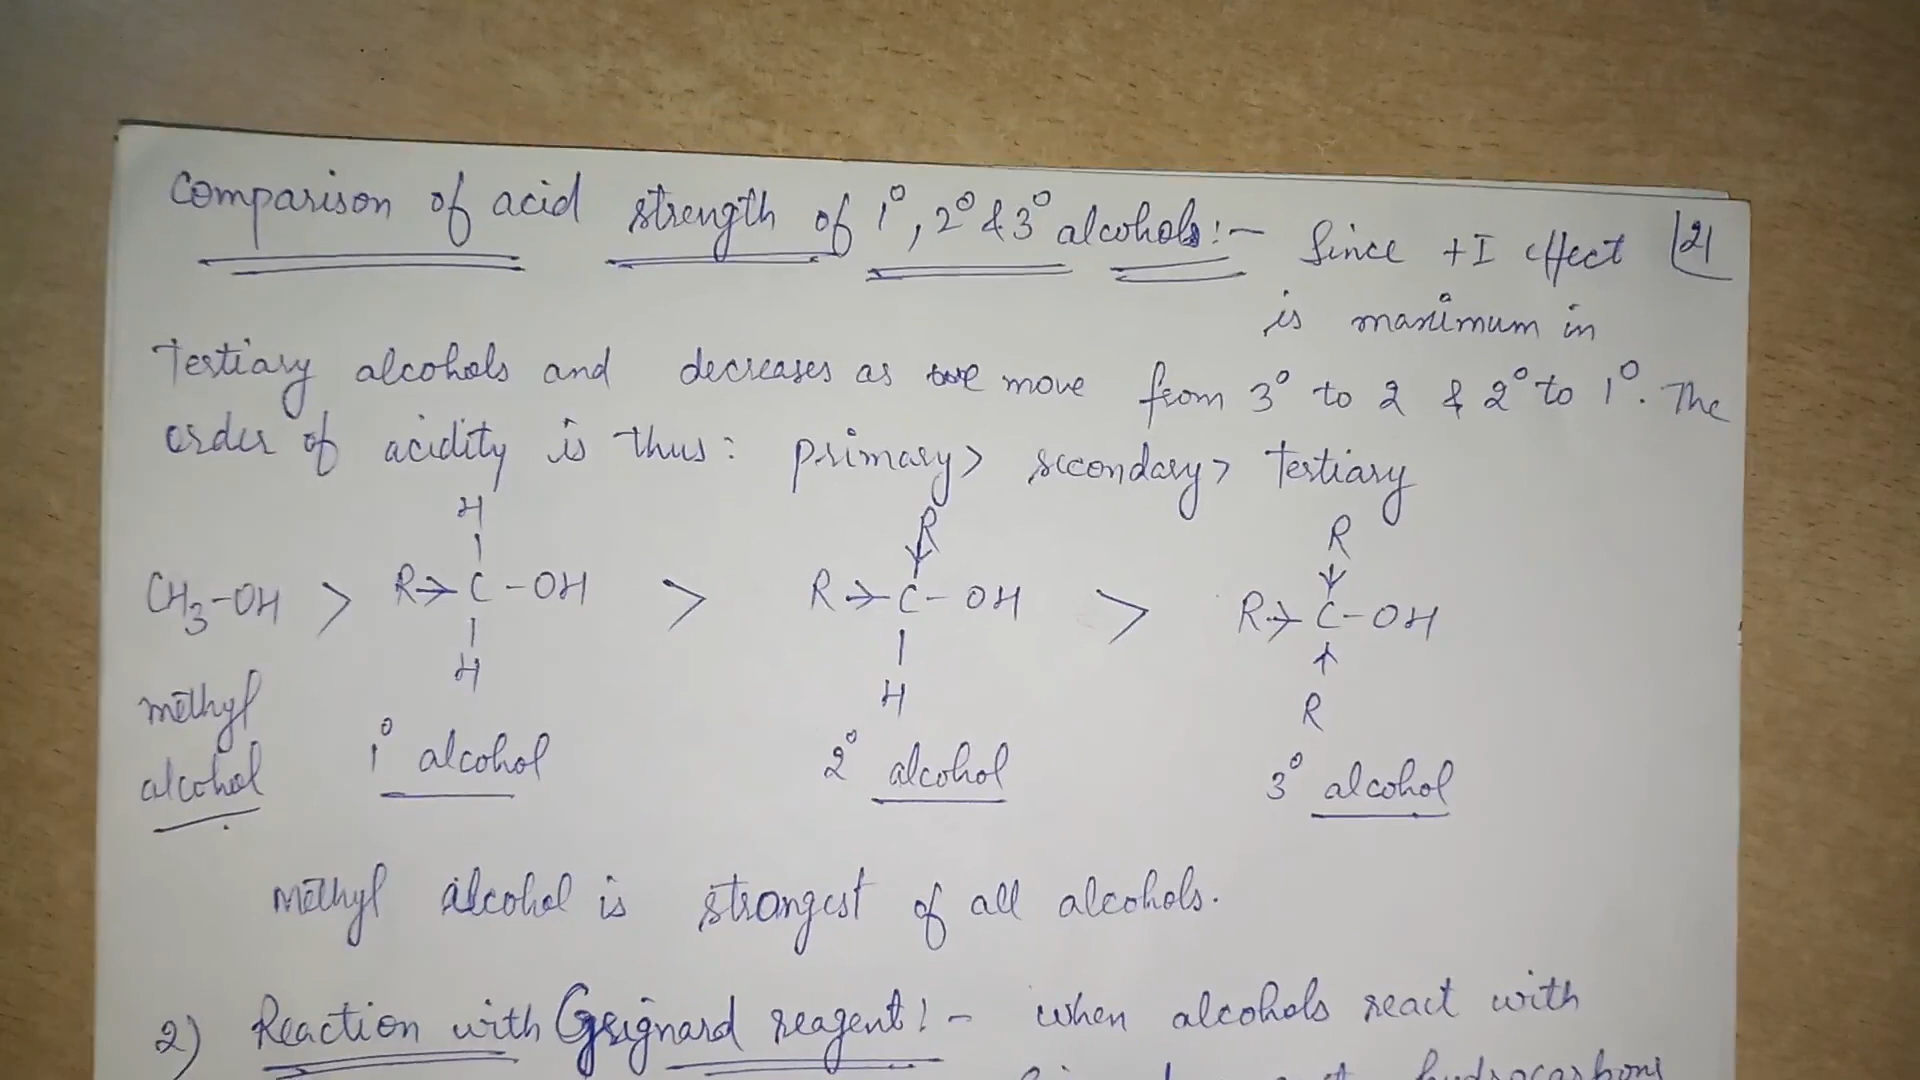 Comparison of acid strength of 1°, 2° & 3° alcohols:- Since +I effect 21
is maximum in
Tertiary alcohols and decreases as we move from 3° to 2 & 2° to 1°. The
order of acidity is thus: primary > secondary > Tertiary
H
R
R
CH3-OH > R→C-OH > R→C-OH > R→C-OH
H
H
R
methyl alcohol
1° alcohol
2° alcohol
3° alcohol
Methyl alcohol is strongest of all alcohols.
2) Reaction with Grignard reagent:- when alcohols react with
hydrocarbons